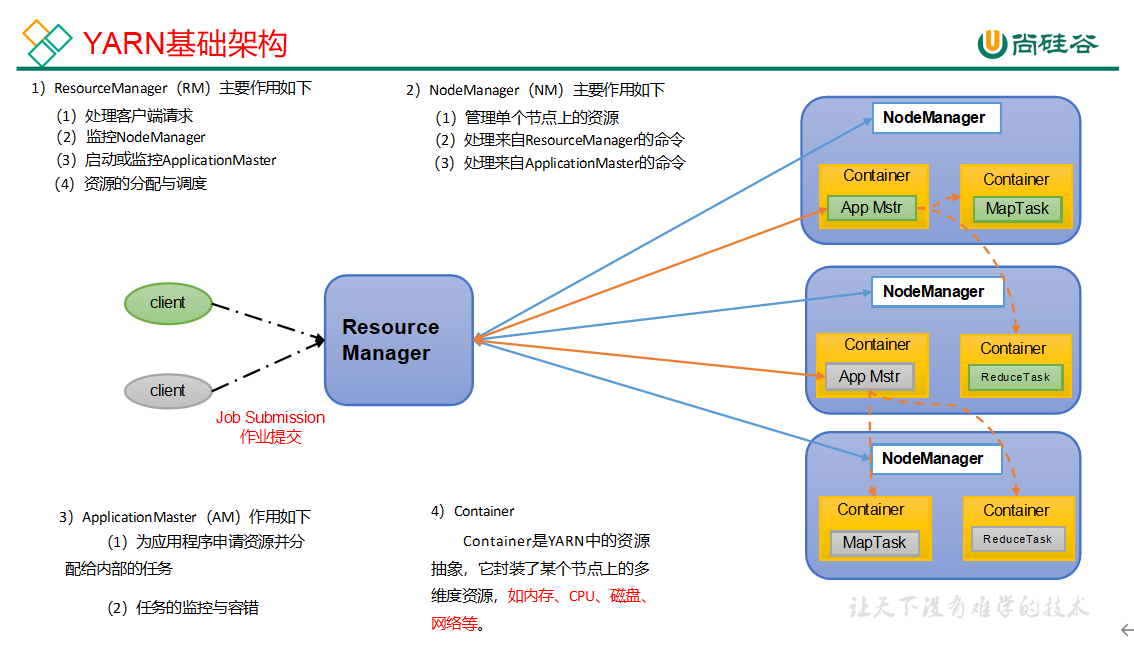 YARN基础架构
尚硅谷
1）ResourceManager（RM）主要作用如下
（1）处理客户端请求
（2）监控NodeManager
（3）启动或监控ApplicationMaster
（4）资源的分配与调度
2）NodeManager（NM）主要作用如下
（1）管理单个节点上的资源
（2）处理来自ResourceManager的命令
（3）处理来自ApplicationMaster的命令
NodeManager
Container
App Mstr
Container
MapTask
client
client
Job Submission
作业提交
Resource
Manager
NodeManager
Container
App Mstr
Container
ReduceTask
NodeManager
Container
MapTask
Container
ReduceTask
3）ApplicationMaster（AM）作用如下
（1）为应用程序申请资源并分
配给内部的任务
（2）任务的监控与容错
4）Container
Container是YARN中的资源
抽象，它封装了某个节点上的多
维度资源，如内存、CPU、磁盘、
网络等。
让天下没有难学的技术